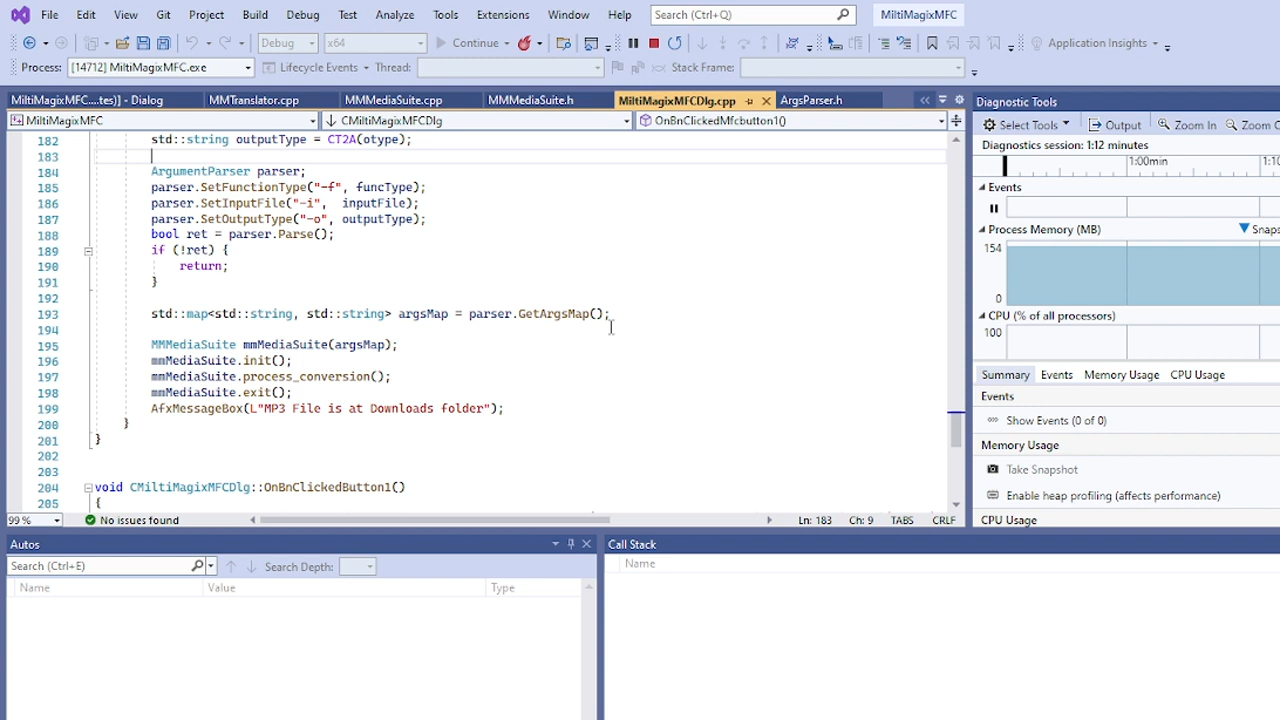 File Edit View Git Project Build Debug Test Analyze Tools Extensions Window Help Search (Ctrl+Q) MiltiMagixMFC
Debug x64 Continue Application Insights
Process: [14712] MiltiMagixMFC.exe Lifecycle Events Thread: Stack Frame:
MiltiMagixMFC....tes)] - Dialog MMTranslator.cpp MMMediaSuite.cpp MMMediaSuite.h MiltiMagixMFCDlg.cpp ArgsParser.h
MiltiMagixMFC CMiltiMagixMFCDlg OnBnClickedMfcbutton1()
182 std::string outputType = CT2A(otype);
183
184 ArgumentParser parser;
185 parser.SetFunctionType("-f", funcType);
186 parser.SetInputFile("-i", inputFile);
187 parser.SetOutputType("-o", outputType);
188 bool ret = parser.Parse();
189 if (!ret) {
190 return;
191 }
192
193 std::map<std::string, std::string> argsMap = parser.GetArgsMap();
194
195 MMMediaSuite mmMediaSuite(argsMap);
196 mmMediaSuite.init();
197 mmMediaSuite.process_conversion();
198 mmMediaSuite.exit();
199 AfxMessageBox(L"MP3 File is at Downloads folder");
200 }
201 }
202
203
204 void CMiltiMagixMFCDlg::OnBnClickedButton1()
205 {
99 % No issues found Ln: 183 Ch: 9 TABS CRLF
Diagnostic Tools
Select Tools Output Zoom In Zoom O
Diagnostics session: 1:12 minutes
1:00min 1:10
Events
Process Memory (MB) Snaps
154
0
CPU (% of all processors)
100
Summary Events Memory Usage CPU Usage
Events
Show Events (0 of 0)
Memory Usage
Take Snapshot
Enable heap profiling (affects performance)
CPU Usage
Autos
Search (Ctrl+E) Search Depth:
Name Value Type
Call Stack
Name